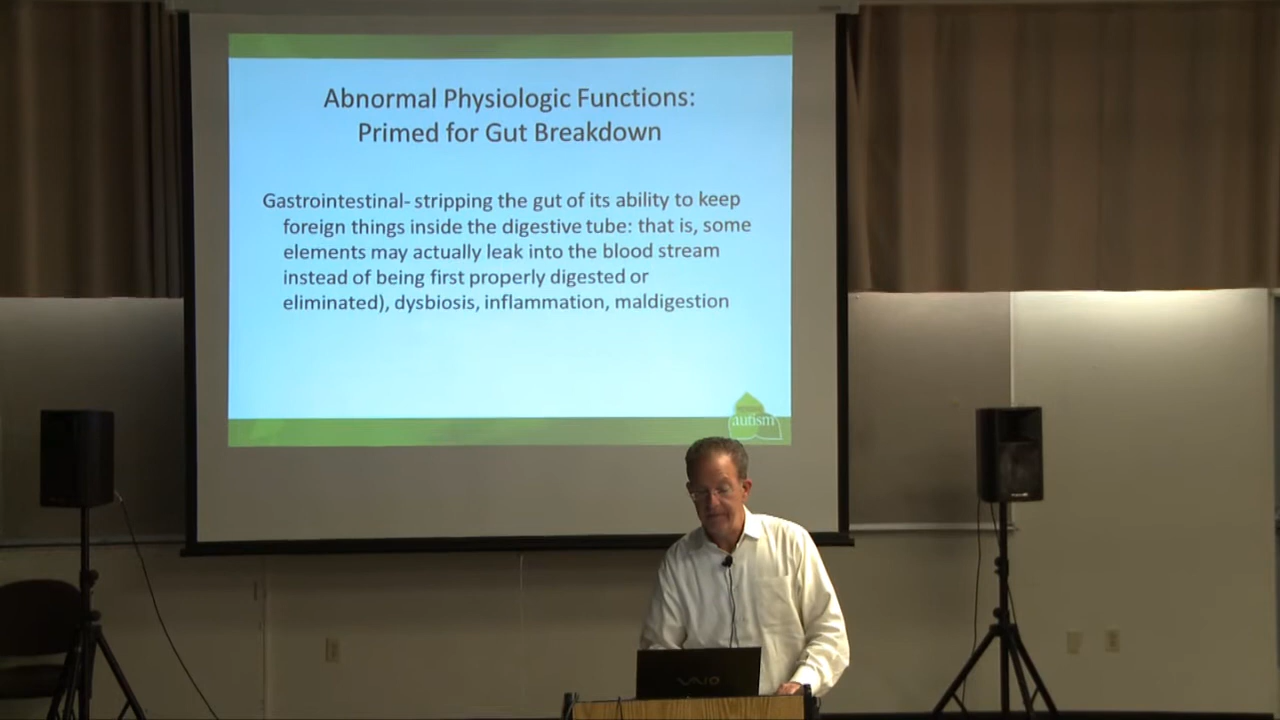 Abnormal Physiologic Functions:
Primed for Gut Breakdown
Gastrointestinal- stripping the gut of its ability to keep
foreign things inside the digestive tube: that is, some
elements may actually leak into the blood stream
instead of being first properly digested or
eliminated), dysbiosis, inflammation, maldigestion
autism
VAIO